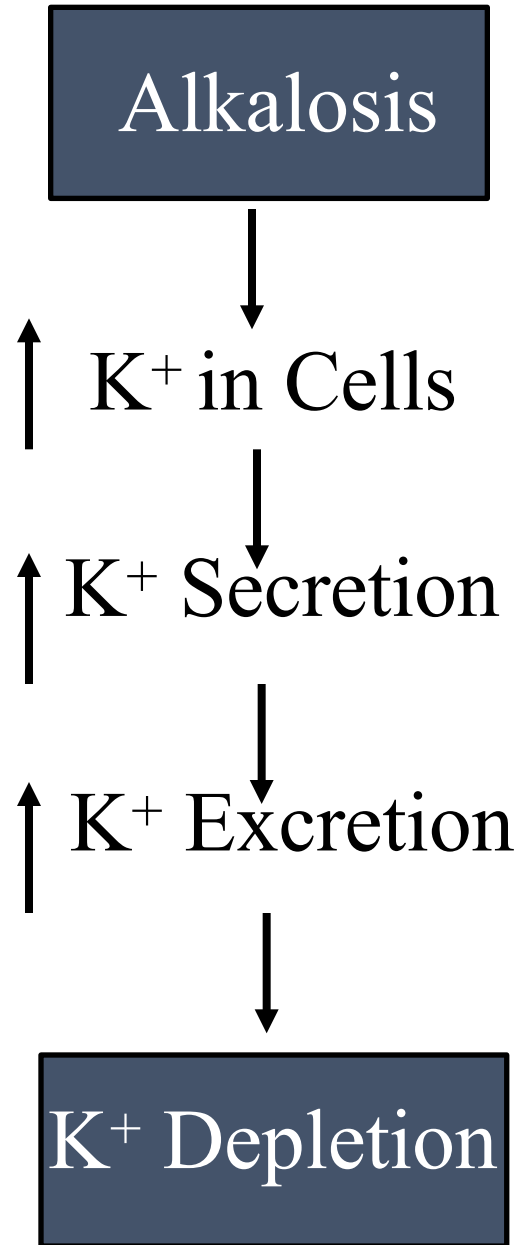 Alkalosis
K⁺ in Cells
K⁺ Secretion
K⁺ Excretion
K⁺ Depletion